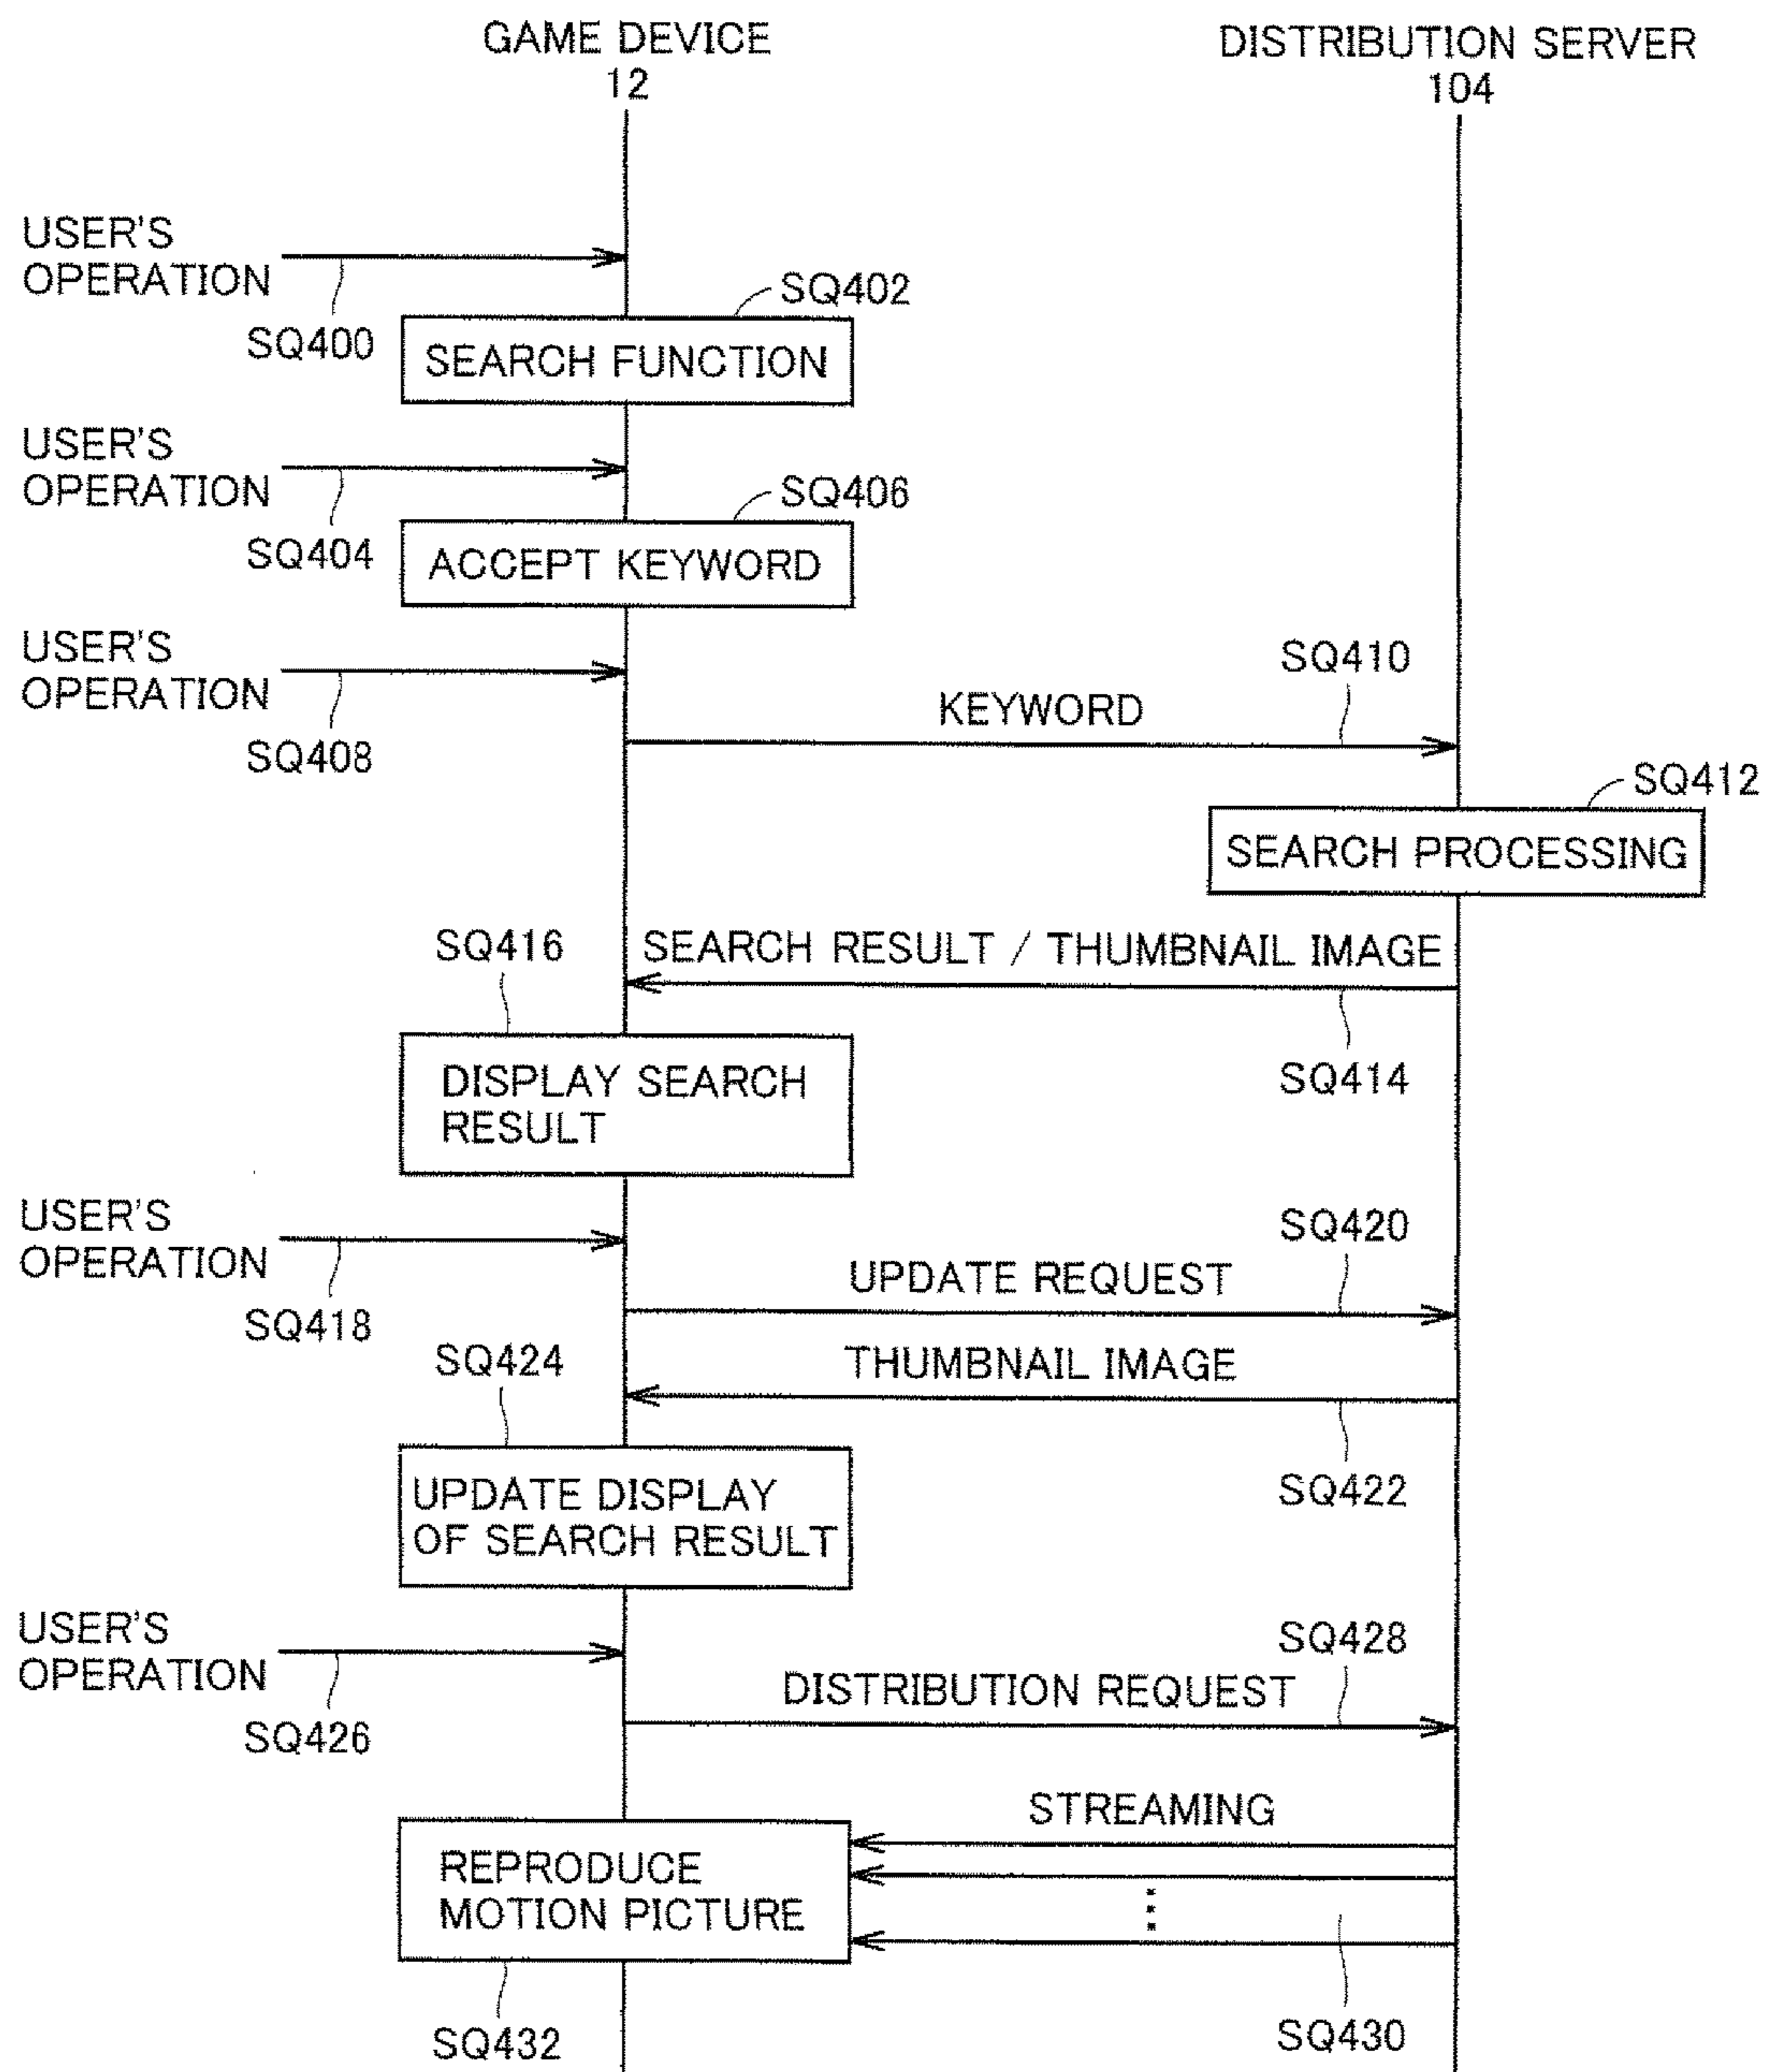 GAME DEVICE
12
DISTRIBUTION SERVER
104
USER'S
OPERATION
SQ400
SQ402
SEARCH FUNCTION
USER'S
OPERATION
SQ404
SQ406
ACCEPT KEYWORD
USER'S
OPERATION
SQ408
SQ410
KEYWORD
SQ412
SEARCH PROCESSING
SQ416
SEARCH RESULT / THUMBNAIL IMAGE
SQ414
DISPLAY SEARCH
RESULT
USER'S
OPERATION
SQ418
SQ420
UPDATE REQUEST
SQ424
THUMBNAIL IMAGE
SQ422
UPDATE DISPLAY
OF SEARCH RESULT
USER'S
OPERATION
SQ426
SQ428
DISTRIBUTION REQUEST
STREAMING
REPRODUCE
MOTION PICTURE
SQ432
SQ430